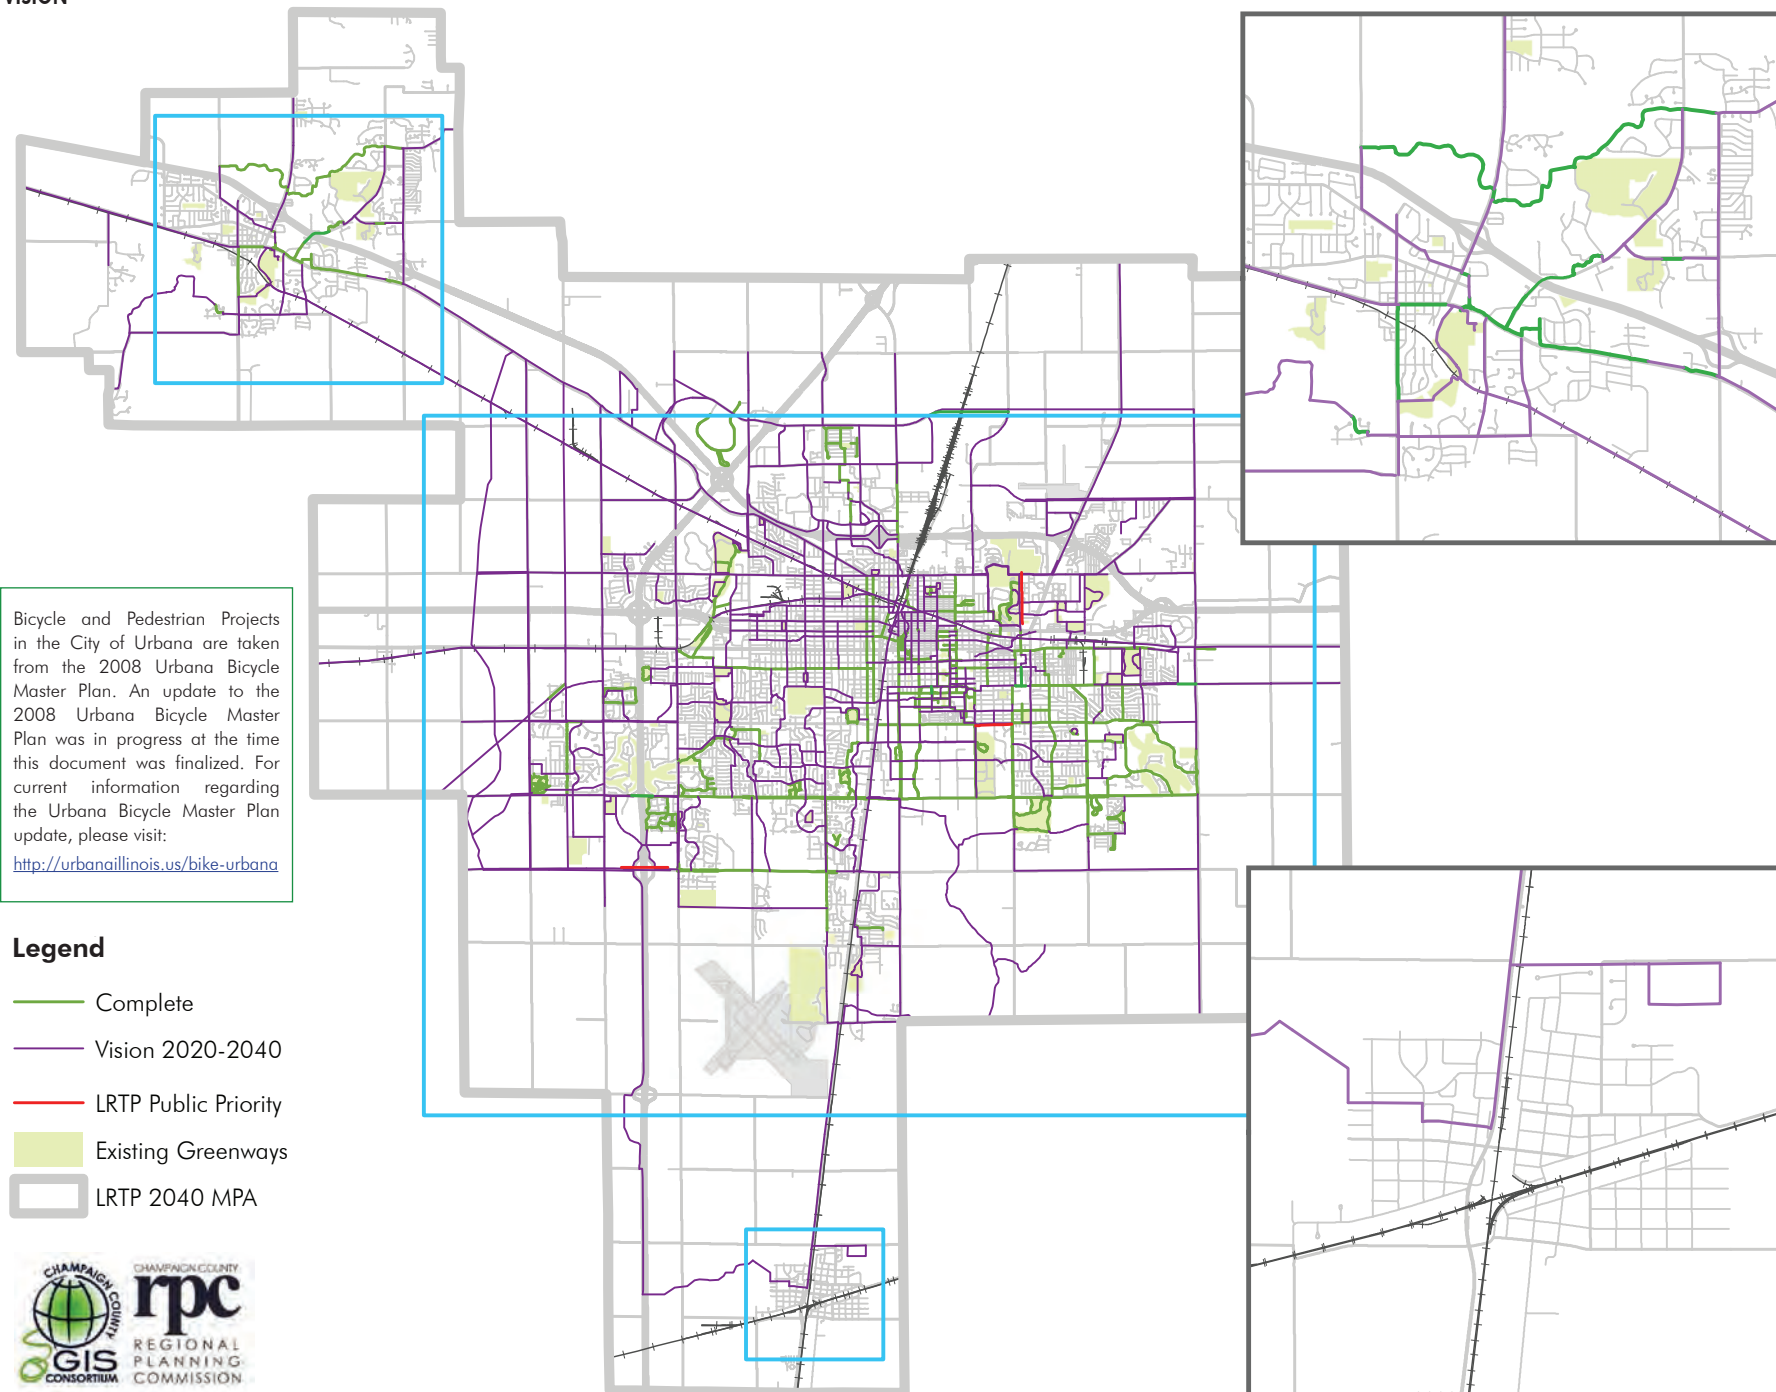 VISION
Bicycle and Pedestrian Projects
in the City of Urbana are taken
from the 2008 Urbana Bicycle
Master Plan. An update to the
2008 Urbana Bicycle Master
Plan was in progress at the time
this document was finalized. For
current information regarding
the Urbana Bicycle Master Plan
update, please visit:
http://urbanaillinois.us/bike-urbana
Legend
Complete
Vision 2020-2040
LRTP Public Priority
Existing Greenways
LRTP 2040 MPA
CHAMPAIGN COUNTY
GIS
CONSORTIUM
CHAMPAIGN COUNTY
rpc
REGIONAL
PLANNING
COMMISSION